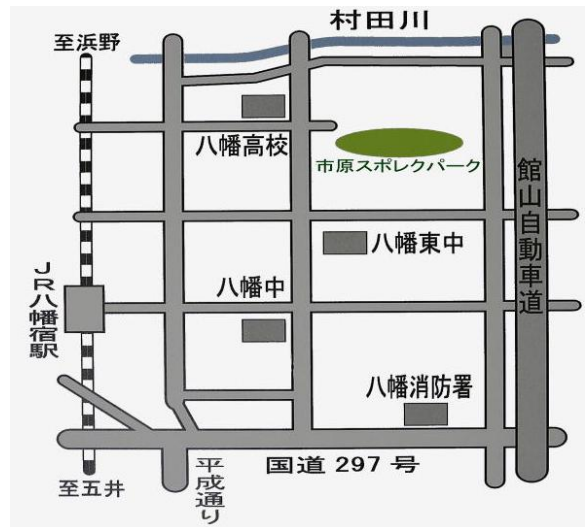 村田川
至浜野
八幡高校
市原スポレクパーク
館山自動車道
八幡東中
JR八幡宿駅
八幡中
八幡消防署
国道 297 号
平成通り
至五井